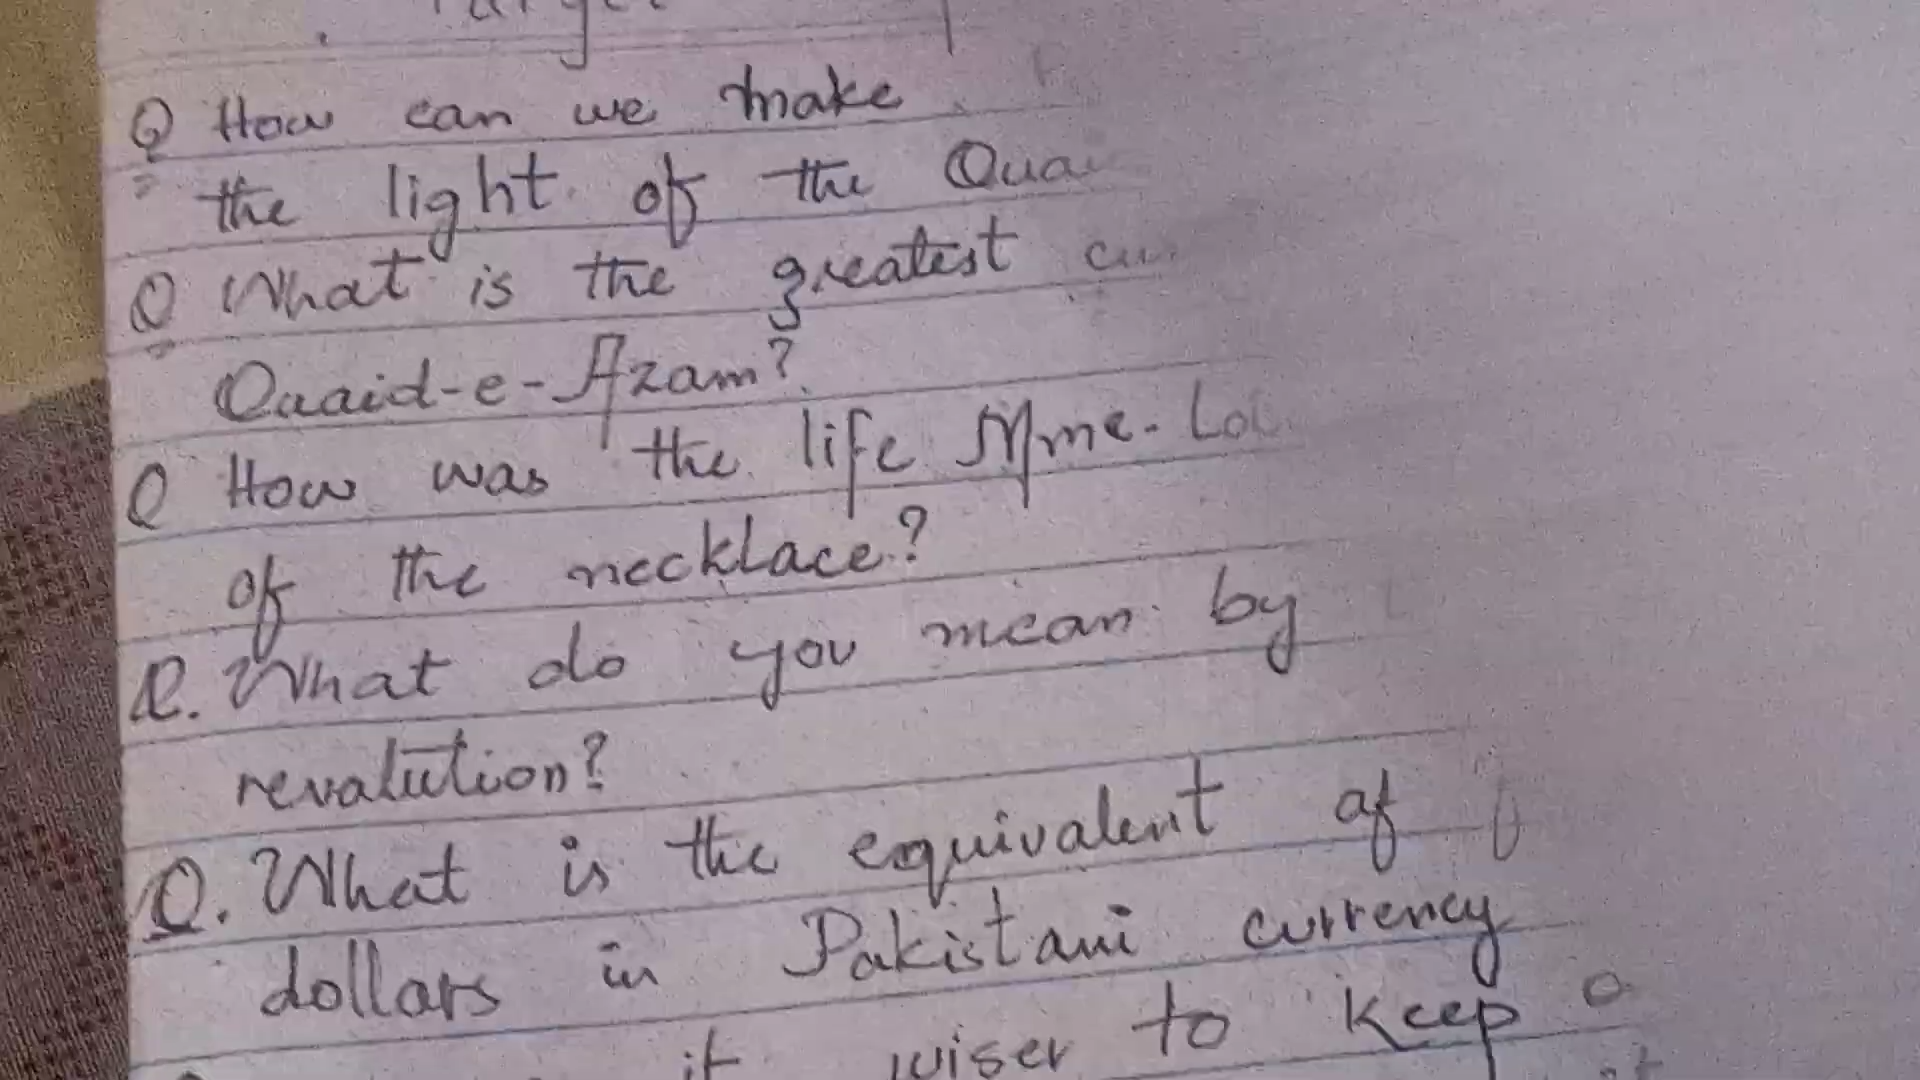 Q How can we make
the light of the
Q What is the greatest
Quaid-e-Azam?
Q How was the life Mme.
of the necklace?
Q. What do you mean by
revalution?
Q. What is the equivalent of
dollars in Pakistani currency
it wiser to keep